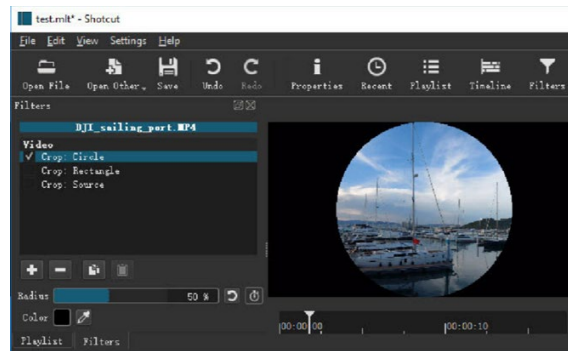 test.mlt* - Shotcut
File Edit View Settings Help
Open File Open Other Save Undo Redo Properties Recent Playlist Timeline Filters
Filters
DJI_sailing_port.MP4
Video
Crop: Circle
Crop: Rectangle
Crop: Source
Radius 50 %
Color
00:00:00 00:00:10
Playlist Filters